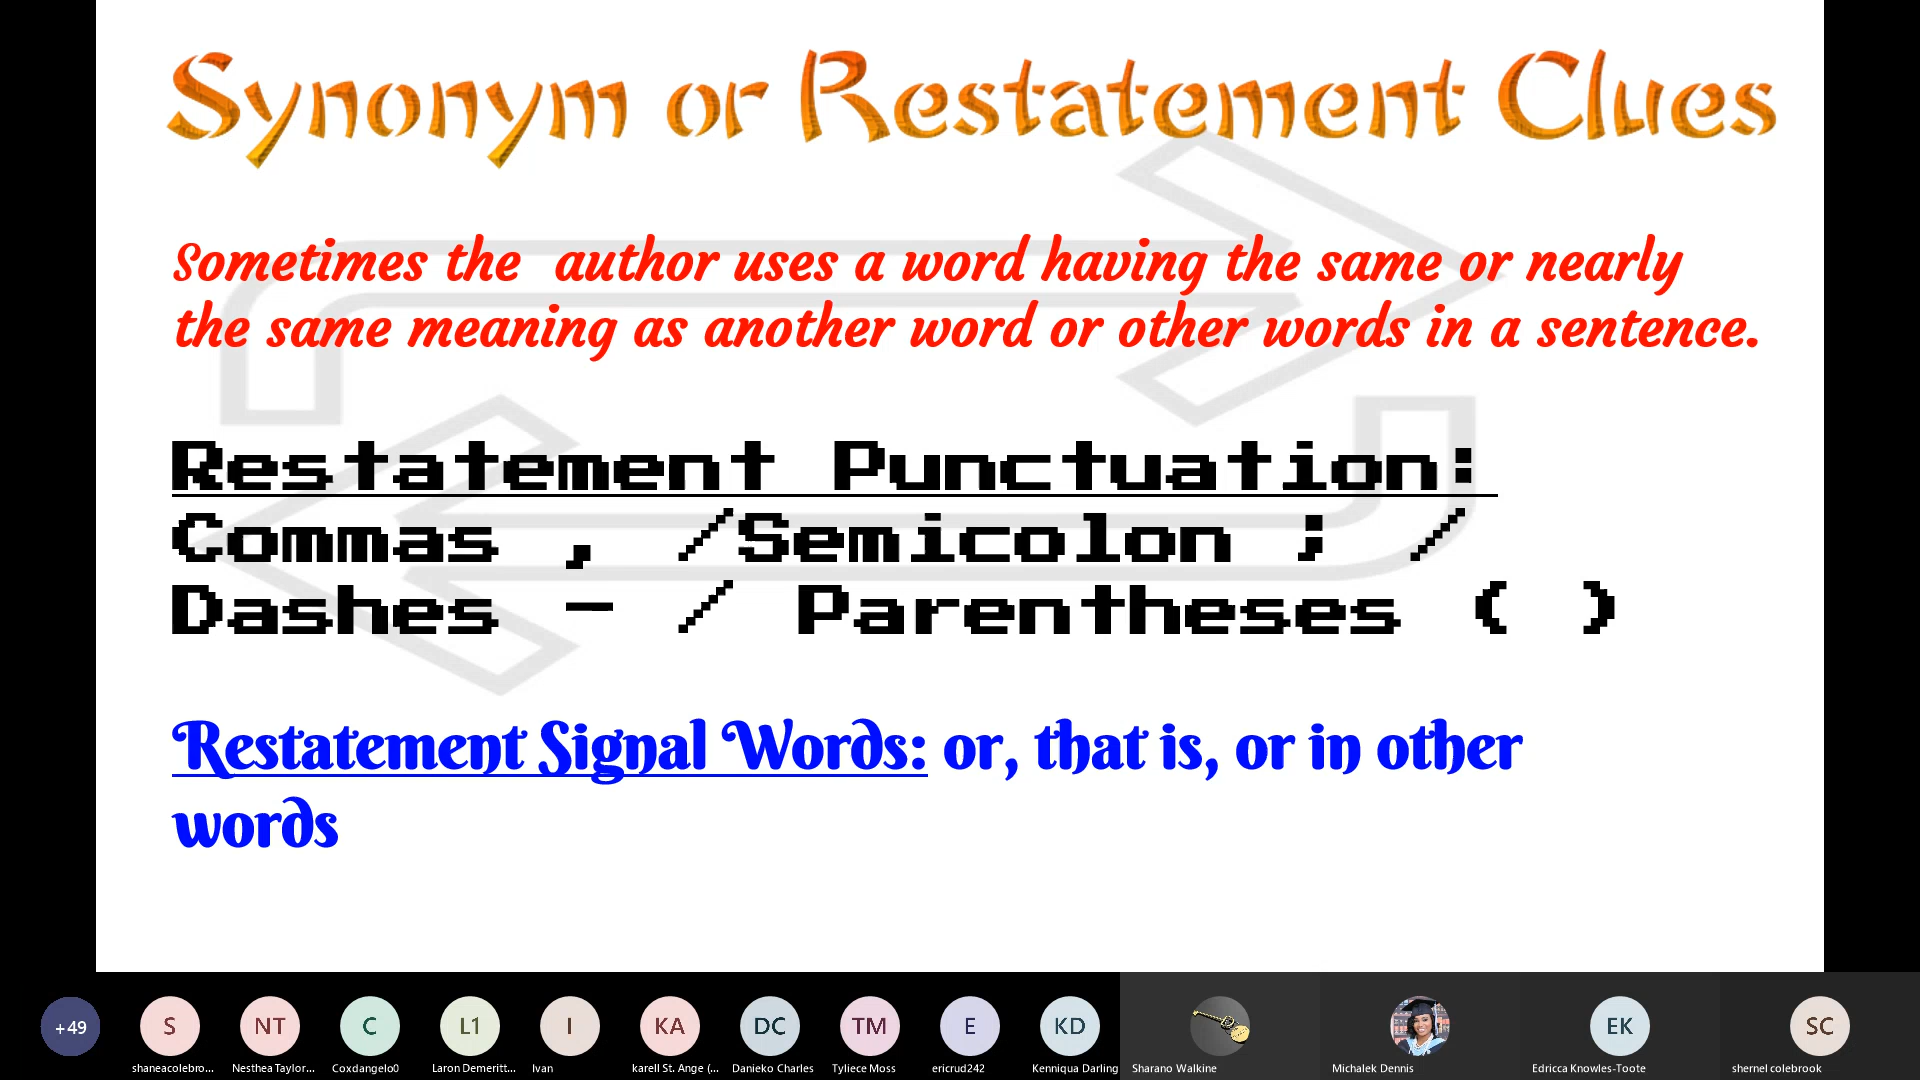 Synonym or Restatement Clues
Sometimes the author uses a word having the same or nearly
the same meaning as another word or other words in a sentence.
Restatement Punctuation:
Commas , /Semicolon ; /
Dashes - / Parentheses ( )
Restatement Signal Words: or, that is, or in other
words
+49 S NT C L1 I KA DC TM E KD EK SC
shaneacolebro... Nesthea Taylor... Coxdangelo0 Laron Demeritt... Ivan karell St. Ange (... Danieko Charles Tyliece Moss ericrud242 Kenniqua Darling Sharano Walkine Michalek Dennis Edricca Knowles-Toote shernel colebrook